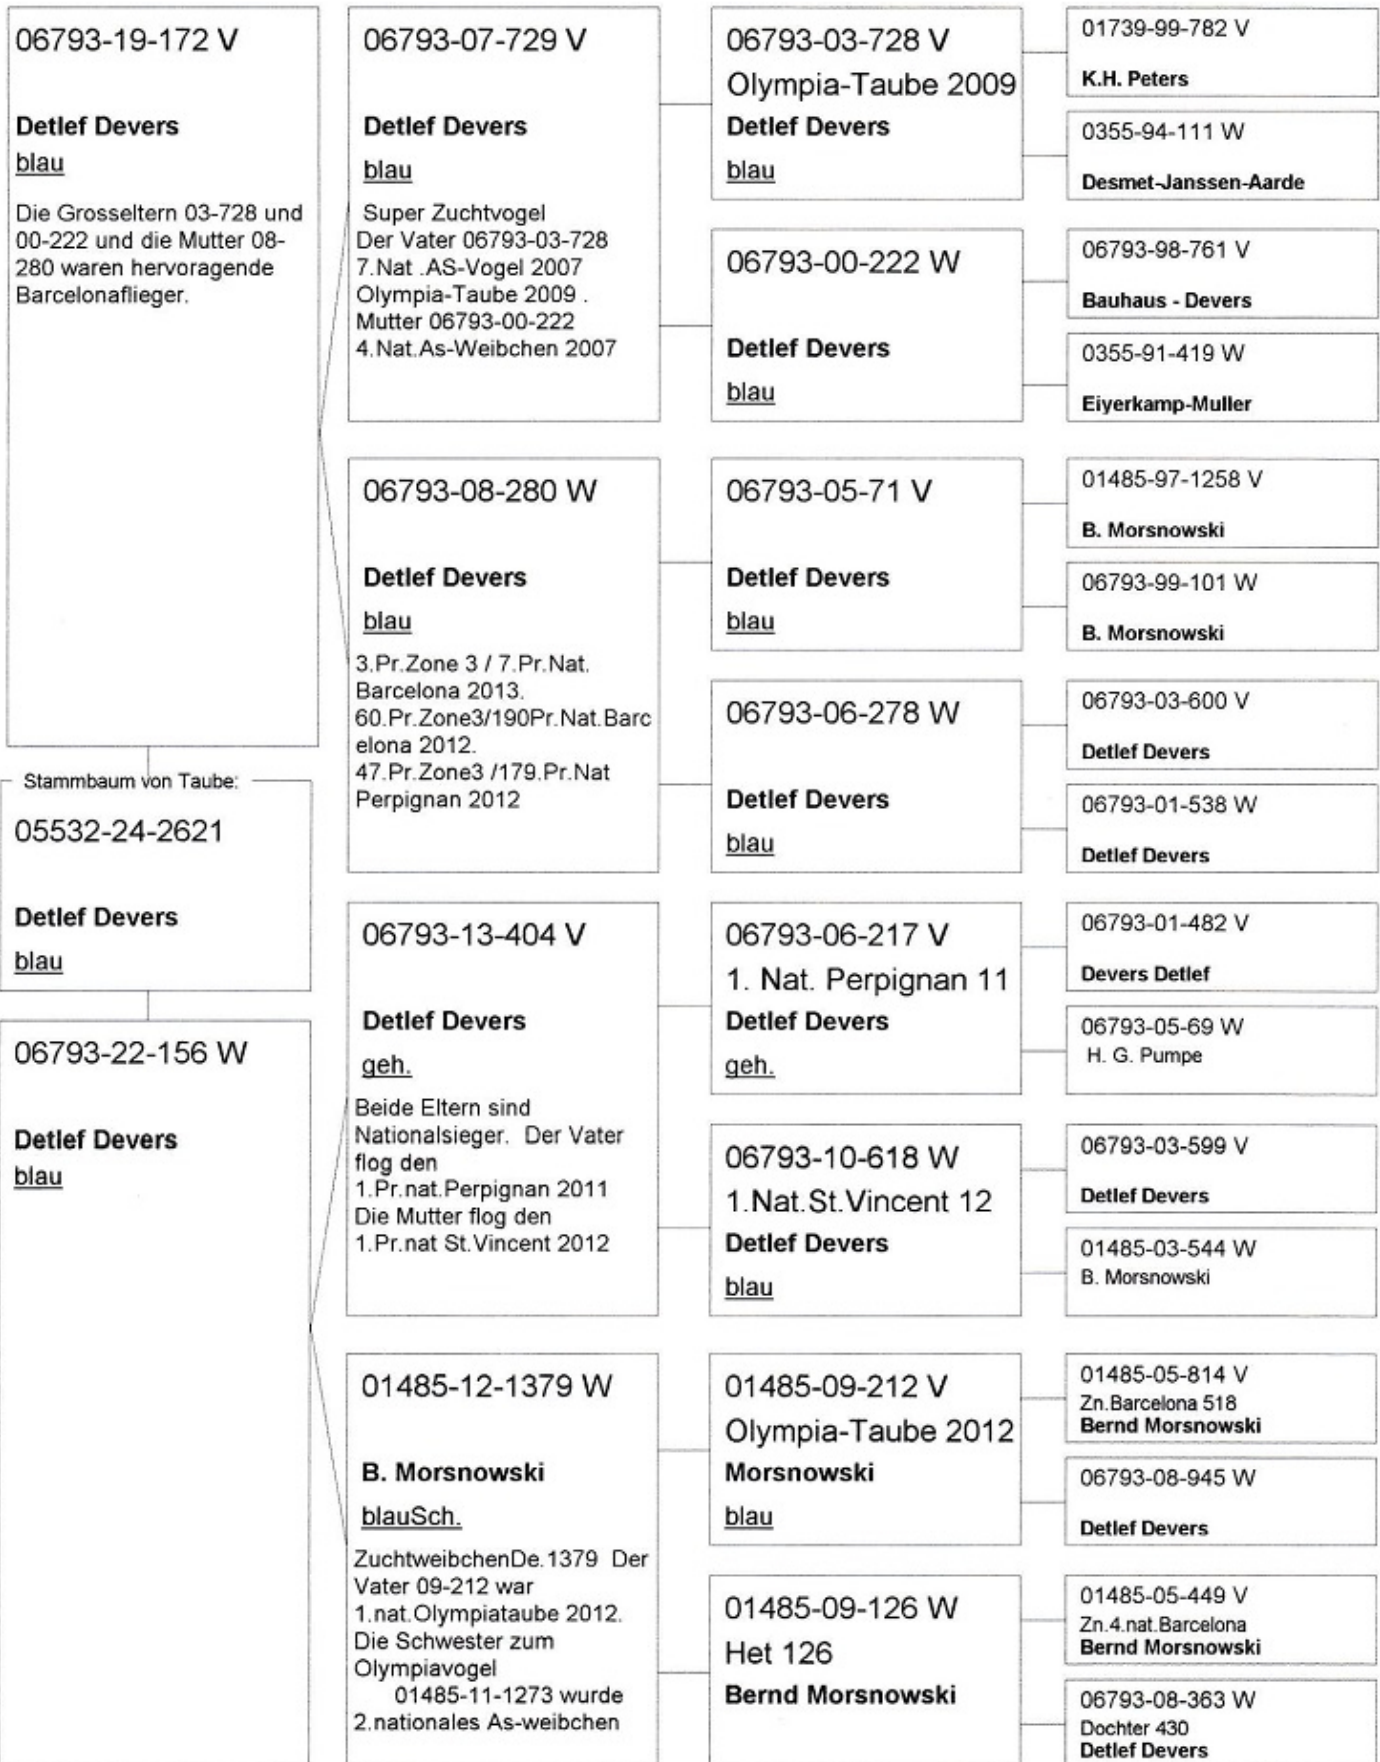 06793-19-172 V
Detlef Devers
blau
Die Grosseltern 03-728 und
00-222 und die Mutter 08-
280 waren hervoragende
Barcelonaflieger.
Stammbaum von Taube:
05532-24-2621
Detlef Devers
blau
06793-22-156 W
Detlef Devers
blau
06793-07-729 V
Detlef Devers
blau
Super Zuchtvogel
Der Vater 06793-03-728
7.Nat .AS-Vogel 2007
Olympia-Taube 2009 .
Mutter 06793-00-222
4.Nat.As-Weibchen 2007
06793-08-280 W
Detlef Devers
blau
3.Pr.Zone 3 / 7.Pr.Nat.
Barcelona 2013.
60.Pr.Zone3/190Pr.Nat.Barc
elona 2012.
47.Pr.Zone3 /179.Pr.Nat
Perpignan 2012
06793-13-404 V
Detlef Devers
geh.
Beide Eltern sind
Nationalsieger. Der Vater
flog den
1.Pr.nat.Perpignan 2011
Die Mutter flog den
1.Pr.nat St.Vincent 2012
01485-12-1379 W
B. Morsnowski
blauSch.
ZuchtweibchenDe.1379 Der
Vater 09-212 war
1.nat.Olympiataube 2012.
Die Schwester zum
Olympiavogel
01485-11-1273 wurde
2.nationales As-weibchen
06793-03-728 V
Olympia-Taube 2009
Detlef Devers
blau
06793-00-222 W
Detlef Devers
blau
06793-05-71 V
Detlef Devers
blau
06793-06-278 W
Detlef Devers
blau
06793-06-217 V
1. Nat. Perpignan 11
Detlef Devers
geh.
06793-10-618 W
1.Nat.St.Vincent 12
Detlef Devers
blau
01485-09-212 V
Olympia-Taube 2012
Morsnowski
blau
01485-09-126 W
Het 126
Bernd Morsnowski
01739-99-782 V
K.H. Peters
0355-94-111 W
Desmet-Janssen-Aarde
06793-98-761 V
Bauhaus - Devers
0355-91-419 W
Eiyerkamp-Muller
01485-97-1258 V
B. Morsnowski
06793-99-101 W
B. Morsnowski
06793-03-600 V
Detlef Devers
06793-01-538 W
Detlef Devers
06793-01-482 V
Devers Detlef
06793-05-69 W
H. G. Pumpe
06793-03-599 V
Detlef Devers
01485-03-544 W
B. Morsnowski
01485-05-814 V
Zn.Barcelona 518
Bernd Morsnowski
06793-08-945 W
Detlef Devers
01485-05-449 V
Zn.4.nat.Barcelona
Bernd Morsnowski
06793-08-363 W
Dochter 430
Detlef Devers